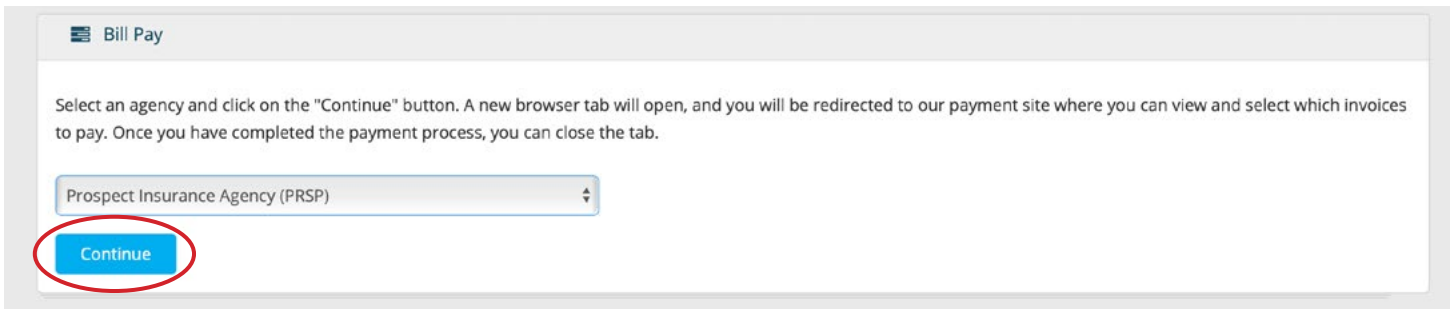 Bill Pay
Select an agency and click on the "Continue" button. A new browser tab will open, and you will be redirected to our payment site where you can view and select which invoices
to pay. Once you have completed the payment process, you can close the tab.
Prospect Insurance Agency (PRSP)
Continue